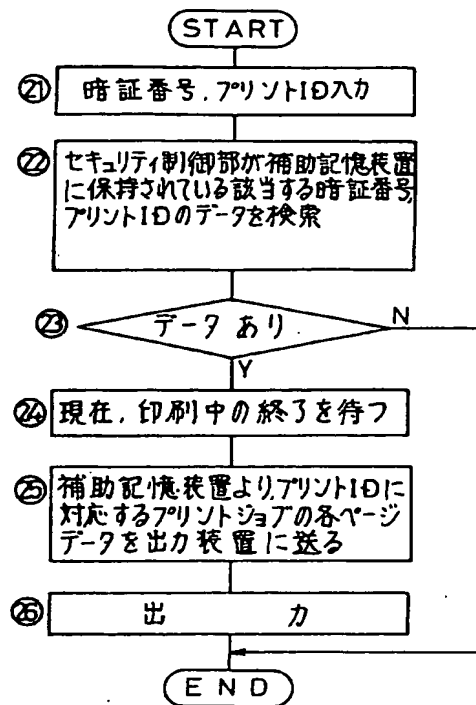 START
㉑ 暗証番号,プリントID入力
㉒ セキュリティ制御部が補助記憶装置
に保持されている該当する暗証番号,
プリントIDのデータを検索
㉓ データあり N
Y
㉔ 現在,印刷中の終了を待つ
㉕ 補助記憶装置より,プリントIDに
対応するプリントジョブの各ページ
データを出力装置に送る
㉖ 出力
END